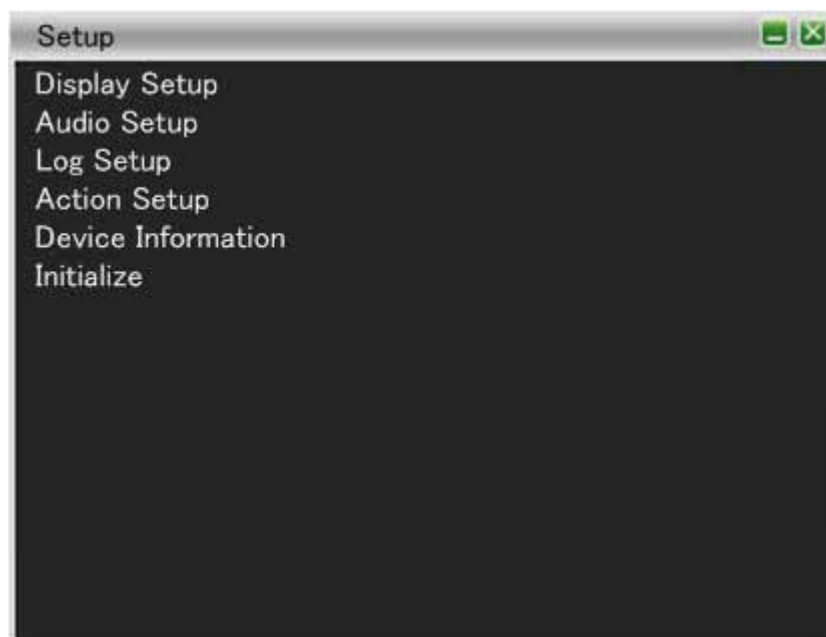 Setup
Display Setup
Audio Setup
Log Setup
Action Setup
Device Information
Initialize